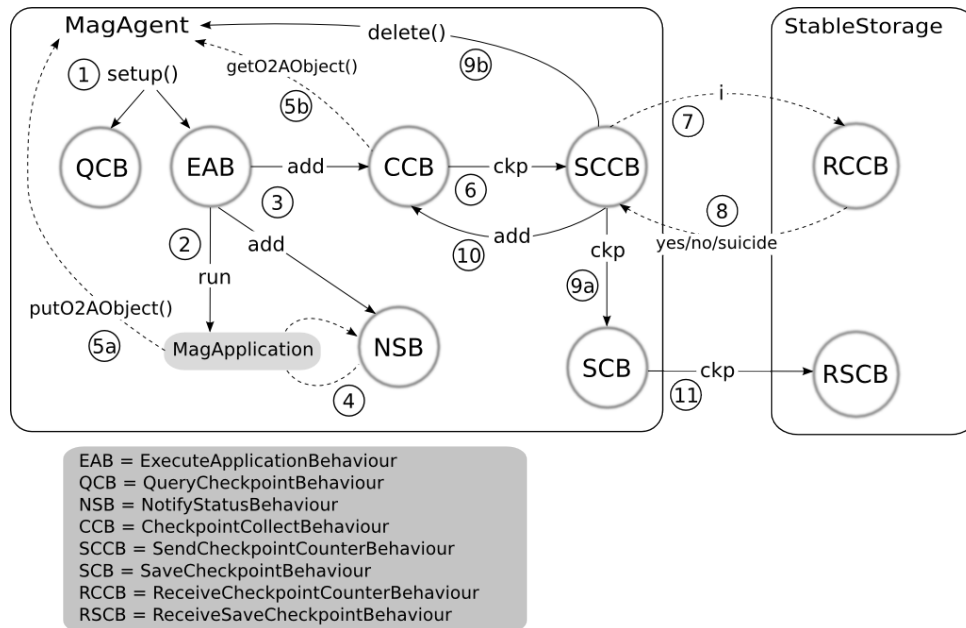 MagAgent
StableStorage
delete()
getO2AObject()
9b
1
setup()
5b
i
7
QCB
EAB
add
CCB
ckp
SCCB
RCCB
3
6
8
2
add
10
add
ckp
yes/no/suicide
run
9a
putO2AObject()
5a
MagApplication
NSB
SCB
ckp
RSCB
4
11
EAB = ExecuteApplicationBehaviour
QCB = QueryCheckpointBehaviour
NSB = NotifyStatusBehaviour
CCB = CheckpointCollectBehaviour
SCCB = SendCheckpointCounterBehaviour
SCB = SaveCheckpointBehaviour
RCCB = ReceiveCheckpointCounterBehaviour
RSCB = ReceiveSaveCheckpointBehaviour